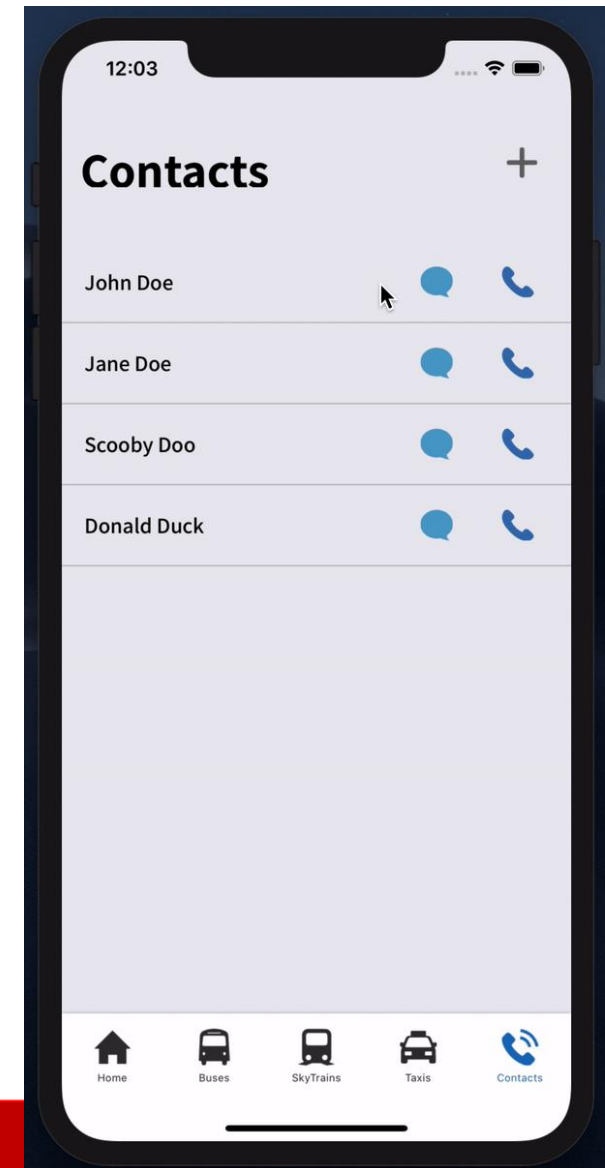 12:03
Contacts
John Doe
Jane Doe
Scooby Doo
Donald Duck
Home Buses SkyTrains Taxis Contacts